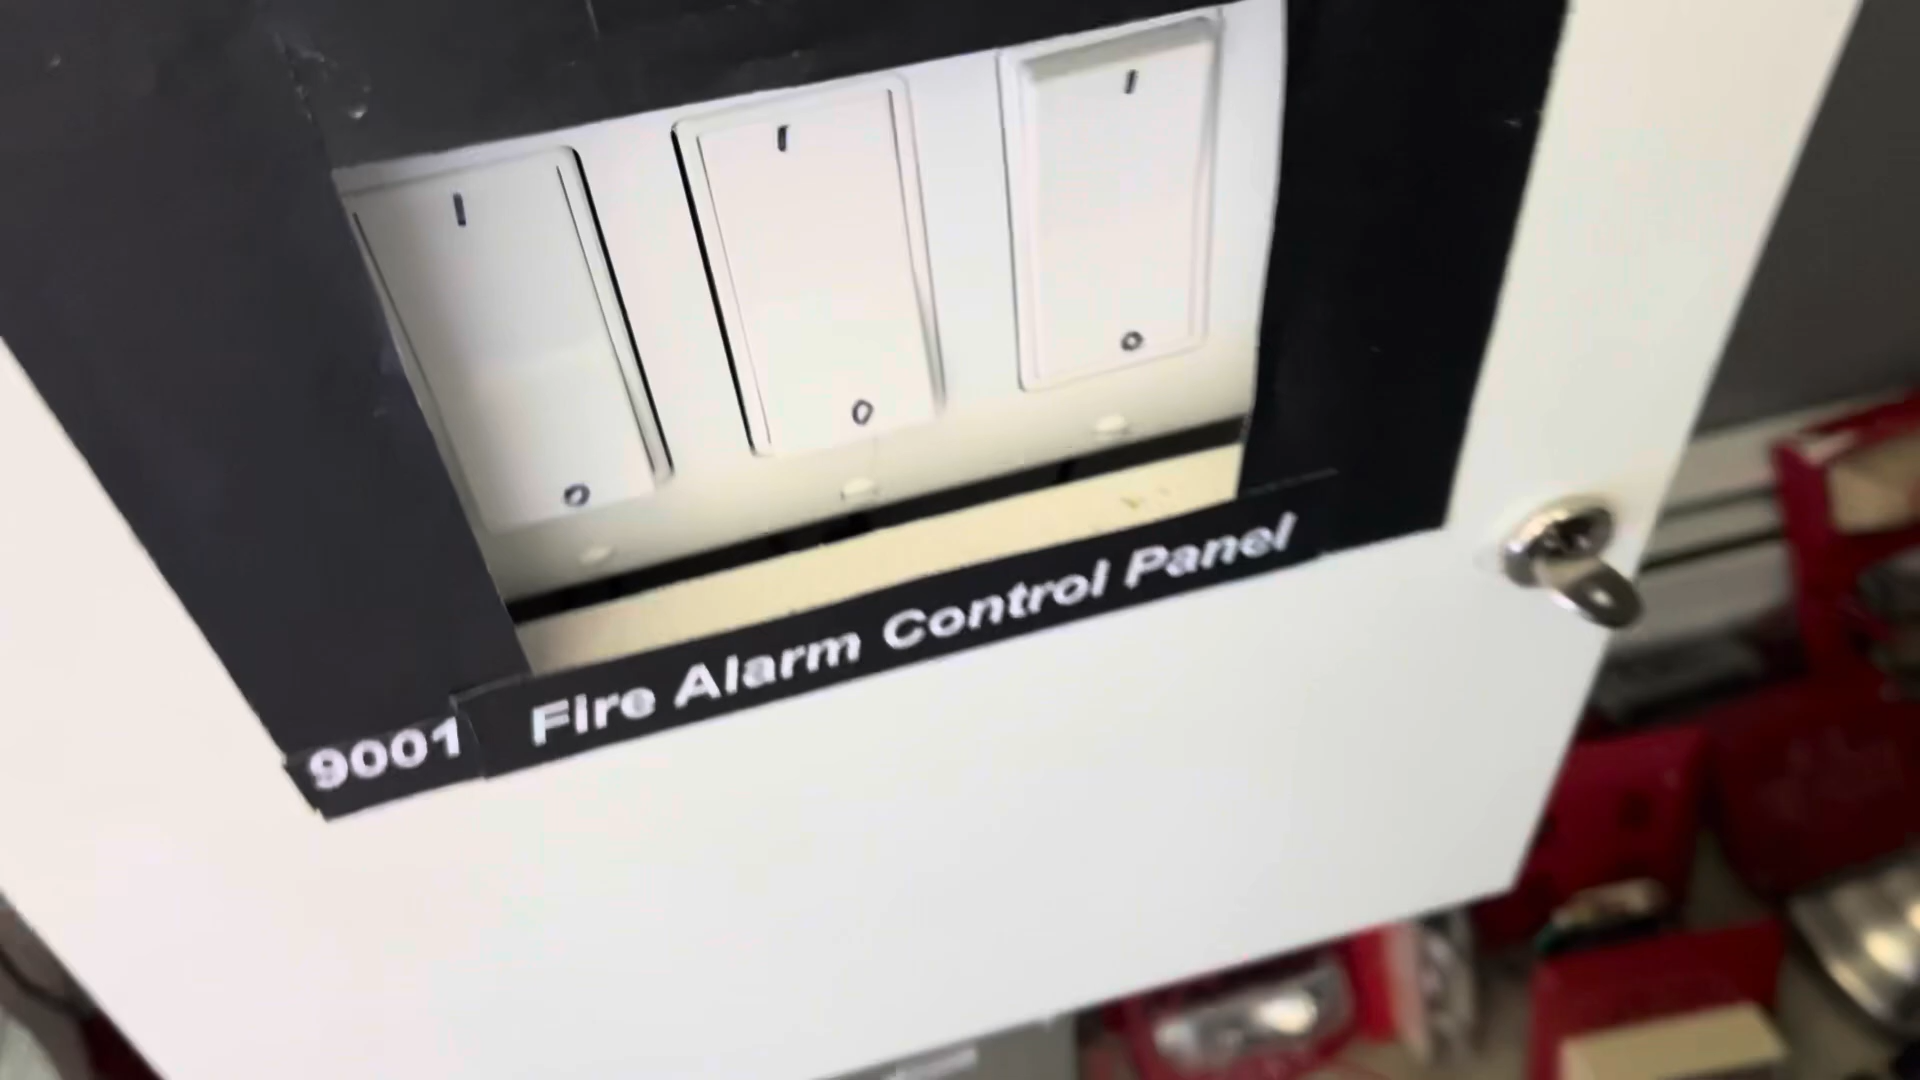 I I I
O O O
9001 Fire Alarm Control Panel